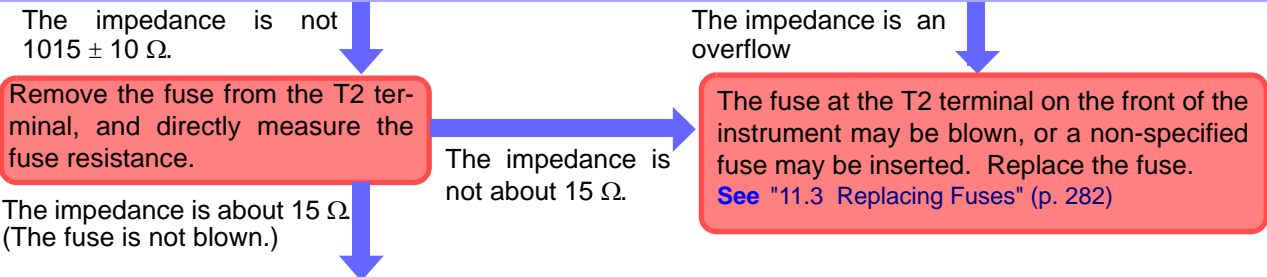 The impedance is not
1015 ± 10 Ω.
The impedance is an
overflow
Remove the fuse from the T2 ter-
minal, and directly measure the
fuse resistance.
The impedance is
not about 15 Ω.
The fuse at the T2 terminal on the front of the
instrument may be blown, or a non-specified
fuse may be inserted. Replace the fuse.
See "11.3 Replacing Fuses" (p. 282)
The impedance is about 15 Ω.
(The fuse is not blown.)